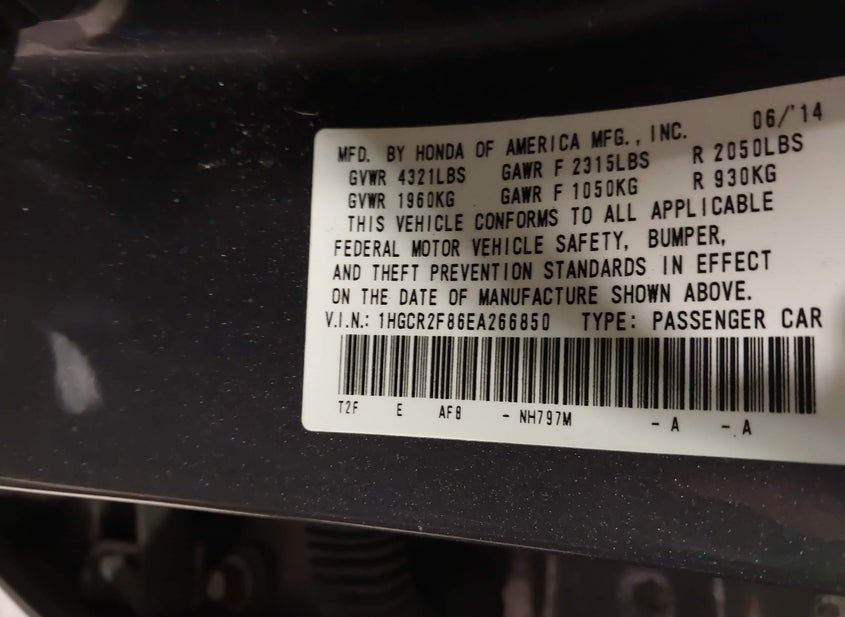 MFD. BY HONDA OF AMERICA MFG., INC. 06/'14
GVWR 4321LBS GAWR F 2315LBS R 2050LBS
GVWR 1960KG GAWR F 1050KG R 930KG
THIS VEHICLE CONFORMS TO ALL APPLICABLE
FEDERAL MOTOR VEHICLE SAFETY, BUMPER,
AND THEFT PREVENTION STANDARDS IN EFFECT
ON THE DATE OF MANUFACTURE SHOWN ABOVE.
V.I.N.: 1HGCR2F86EA266850 TYPE: PASSENGER CAR
T2F E AF8 - NH797M - A - A